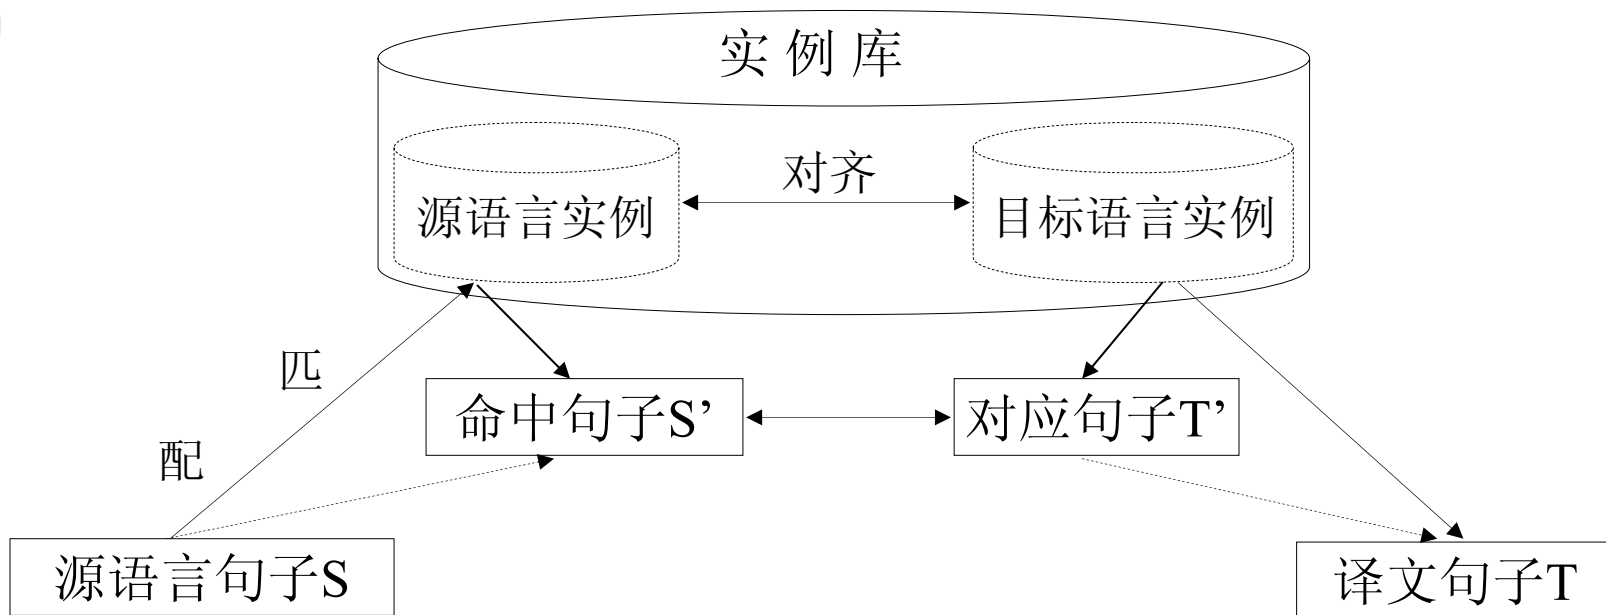 实 例 库
对齐
源语言实例
目标语言实例
匹
配
命中句子S’
对应句子T’
源语言句子S
译文句子T